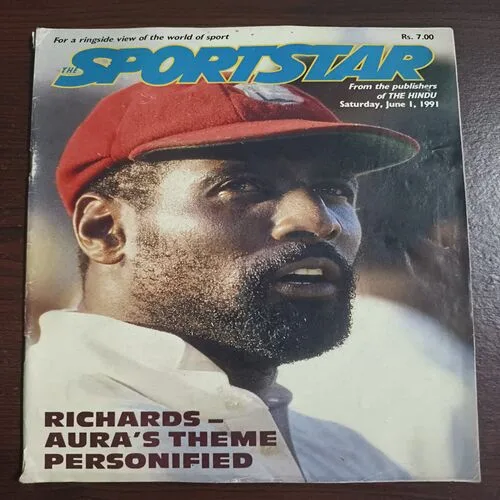 For a ringside view of the world of sport
Rs. 7.00
THE SPORTSTAR
From the publishers
of THE HINDU
Saturday, June 1, 1991
RICHARDS –
AURA'S THEME
PERSONIFIED